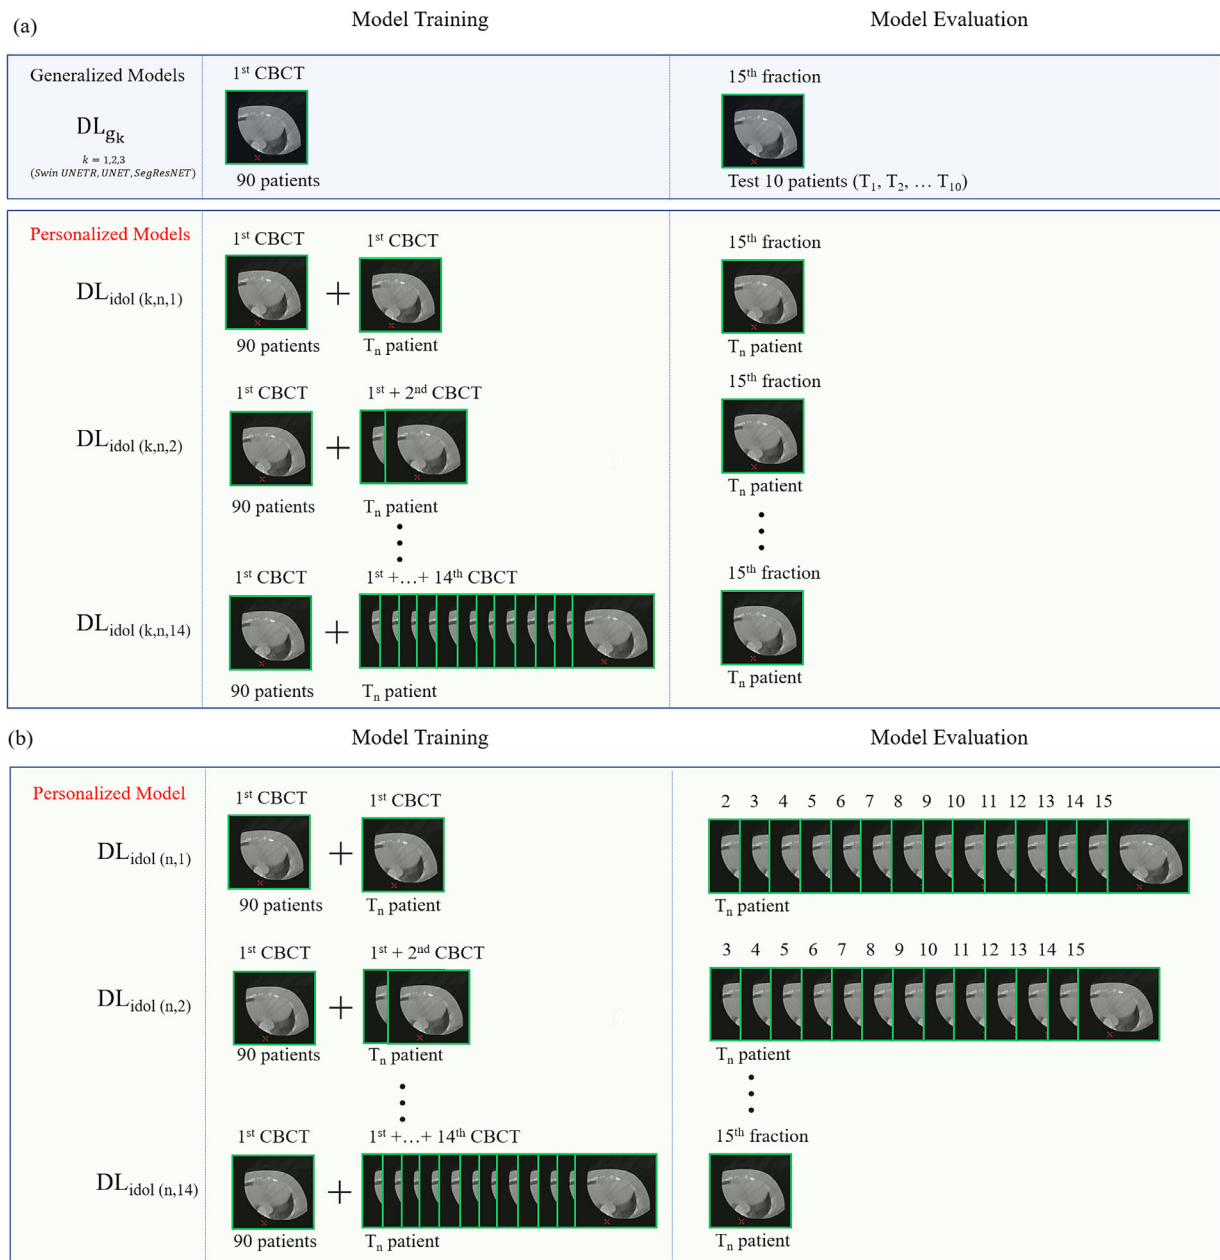 (a)
Model Training
Model Evaluation
Generalized Models
1st CBCT
15th fraction
DLgk
k = 1,2,3
(Swin UNETR, UNET, SegResNET)
90 patients
Test 10 patients (T1, T2, … T10)
Personalized Models
1st CBCT
1st CBCT
15th fraction
DLidol (k,n,1)
90 patients
Tn patient
Tn patient
1st CBCT
1st + 2nd CBCT
15th fraction
DLidol (k,n,2)
90 patients
Tn patient
Tn patient
1st CBCT
1st +…+ 14th CBCT
15th fraction
DLidol (k,n,14)
90 patients
Tn patient
Tn patient
(b)
Model Training
Model Evaluation
Personalized Model
1st CBCT
1st CBCT
2 3 4 5 6 7 8 9 10 11 12 13 14 15
DLidol (n,1)
90 patients
Tn patient
Tn patient
1st CBCT
1st + 2nd CBCT
3 4 5 6 7 8 9 10 11 12 13 14 15
DLidol (n,2)
90 patients
Tn patient
Tn patient
1st CBCT
1st +…+ 14th CBCT
15th fraction
DLidol (n,14)
90 patients
Tn patient
Tn patient